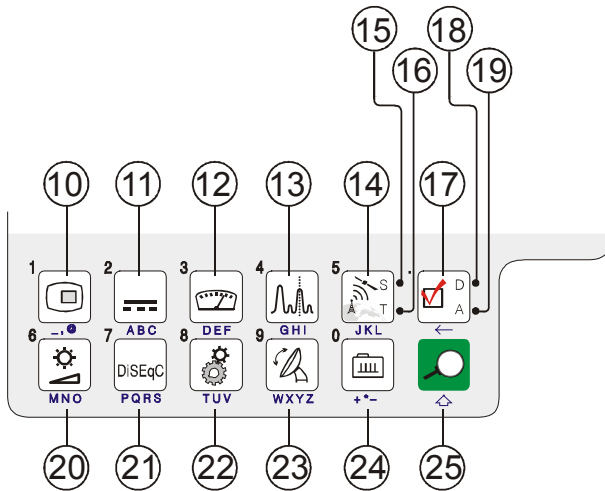 15 18
16 19
10 11 12 13 14 17
1 2 3 4 5 .
S D
T A
_,@ ABC DEF GHI JKL ←
6 7 8 9 0
DiSEqC
MNO PQRS TUV WXYZ +*-
20 21 22 23 24 25